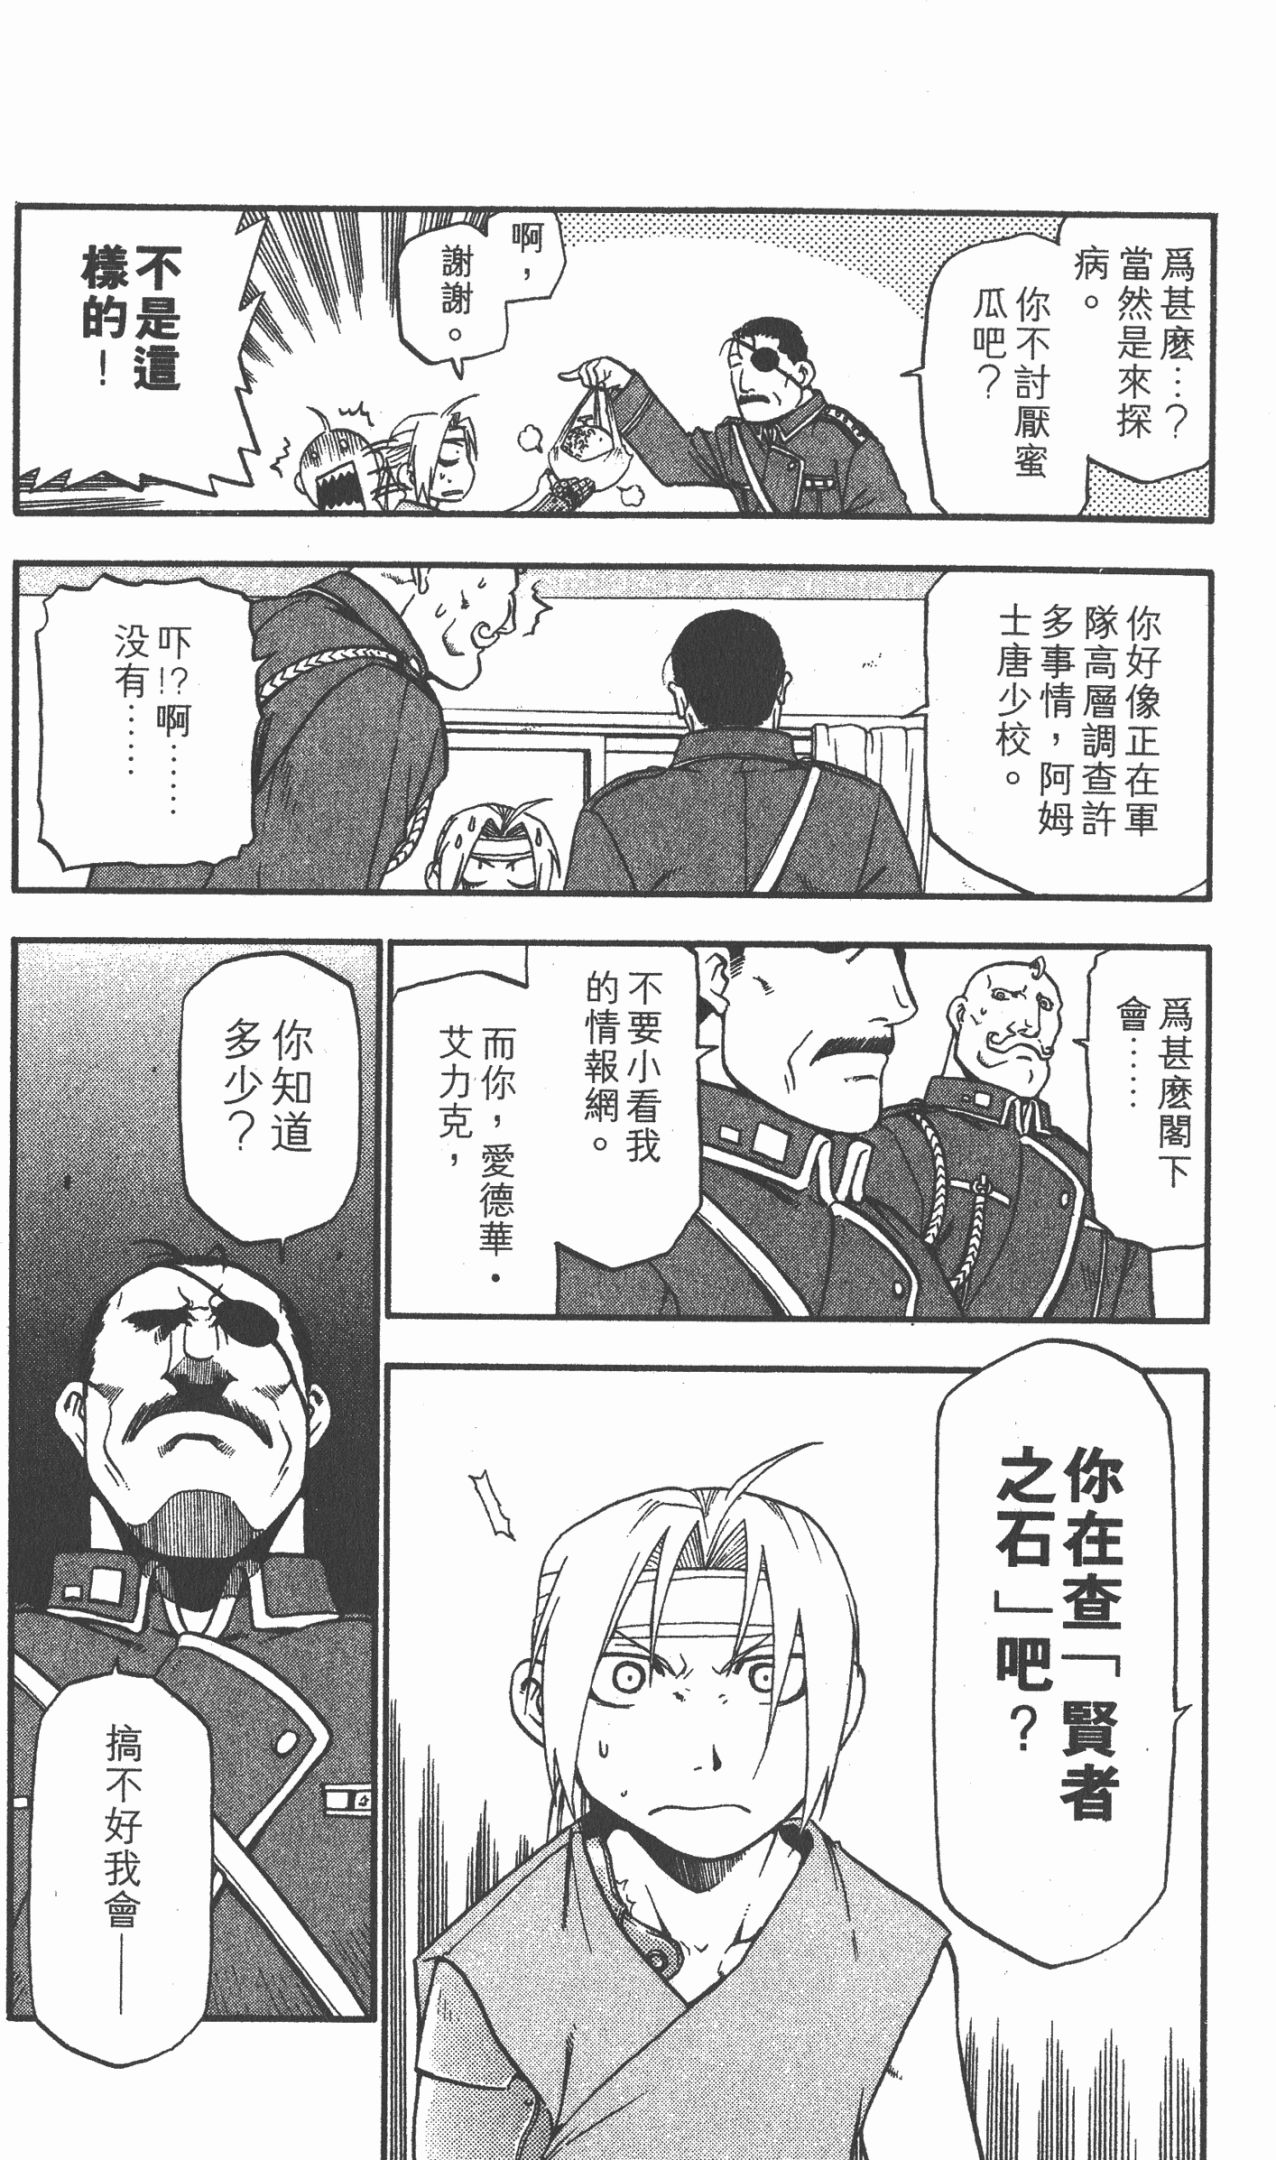 爲甚麽…?
當然是來探
病。
你不討厭蜜
瓜吧?
啊，
謝謝。
不是這
樣的!
你好像正在軍
隊高層調查許
多事情，阿姆
士唐少校。
吓!?啊……
没有……
爲甚麽閣下
會……
不要小看我
的情報網。
而你，愛德華・
艾力克，
你在查「賢者
之石」吧?
你知道
多少?
搞不好我會——